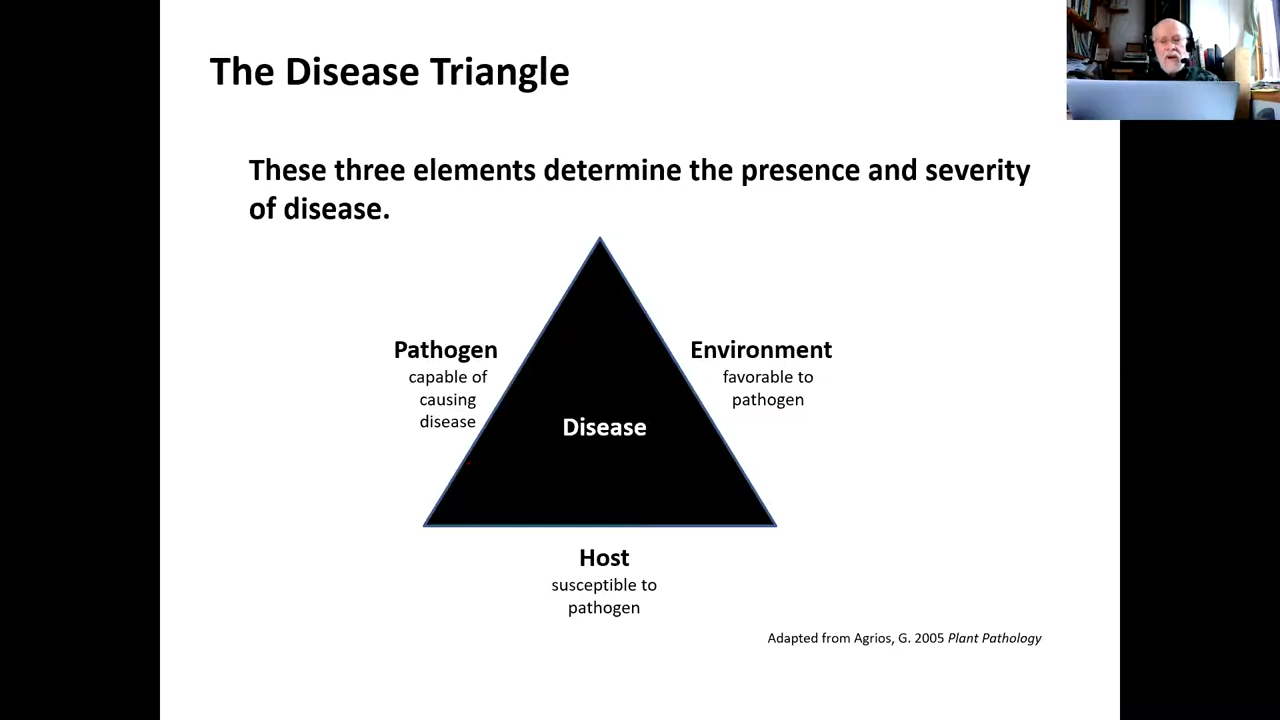 The Disease Triangle
These three elements determine the presence and severity
of disease.
Pathogen
capable of
causing
disease
Environment
favorable to
pathogen
Disease
Host
susceptible to
pathogen
Adapted from Agrios, G. 2005 Plant Pathology